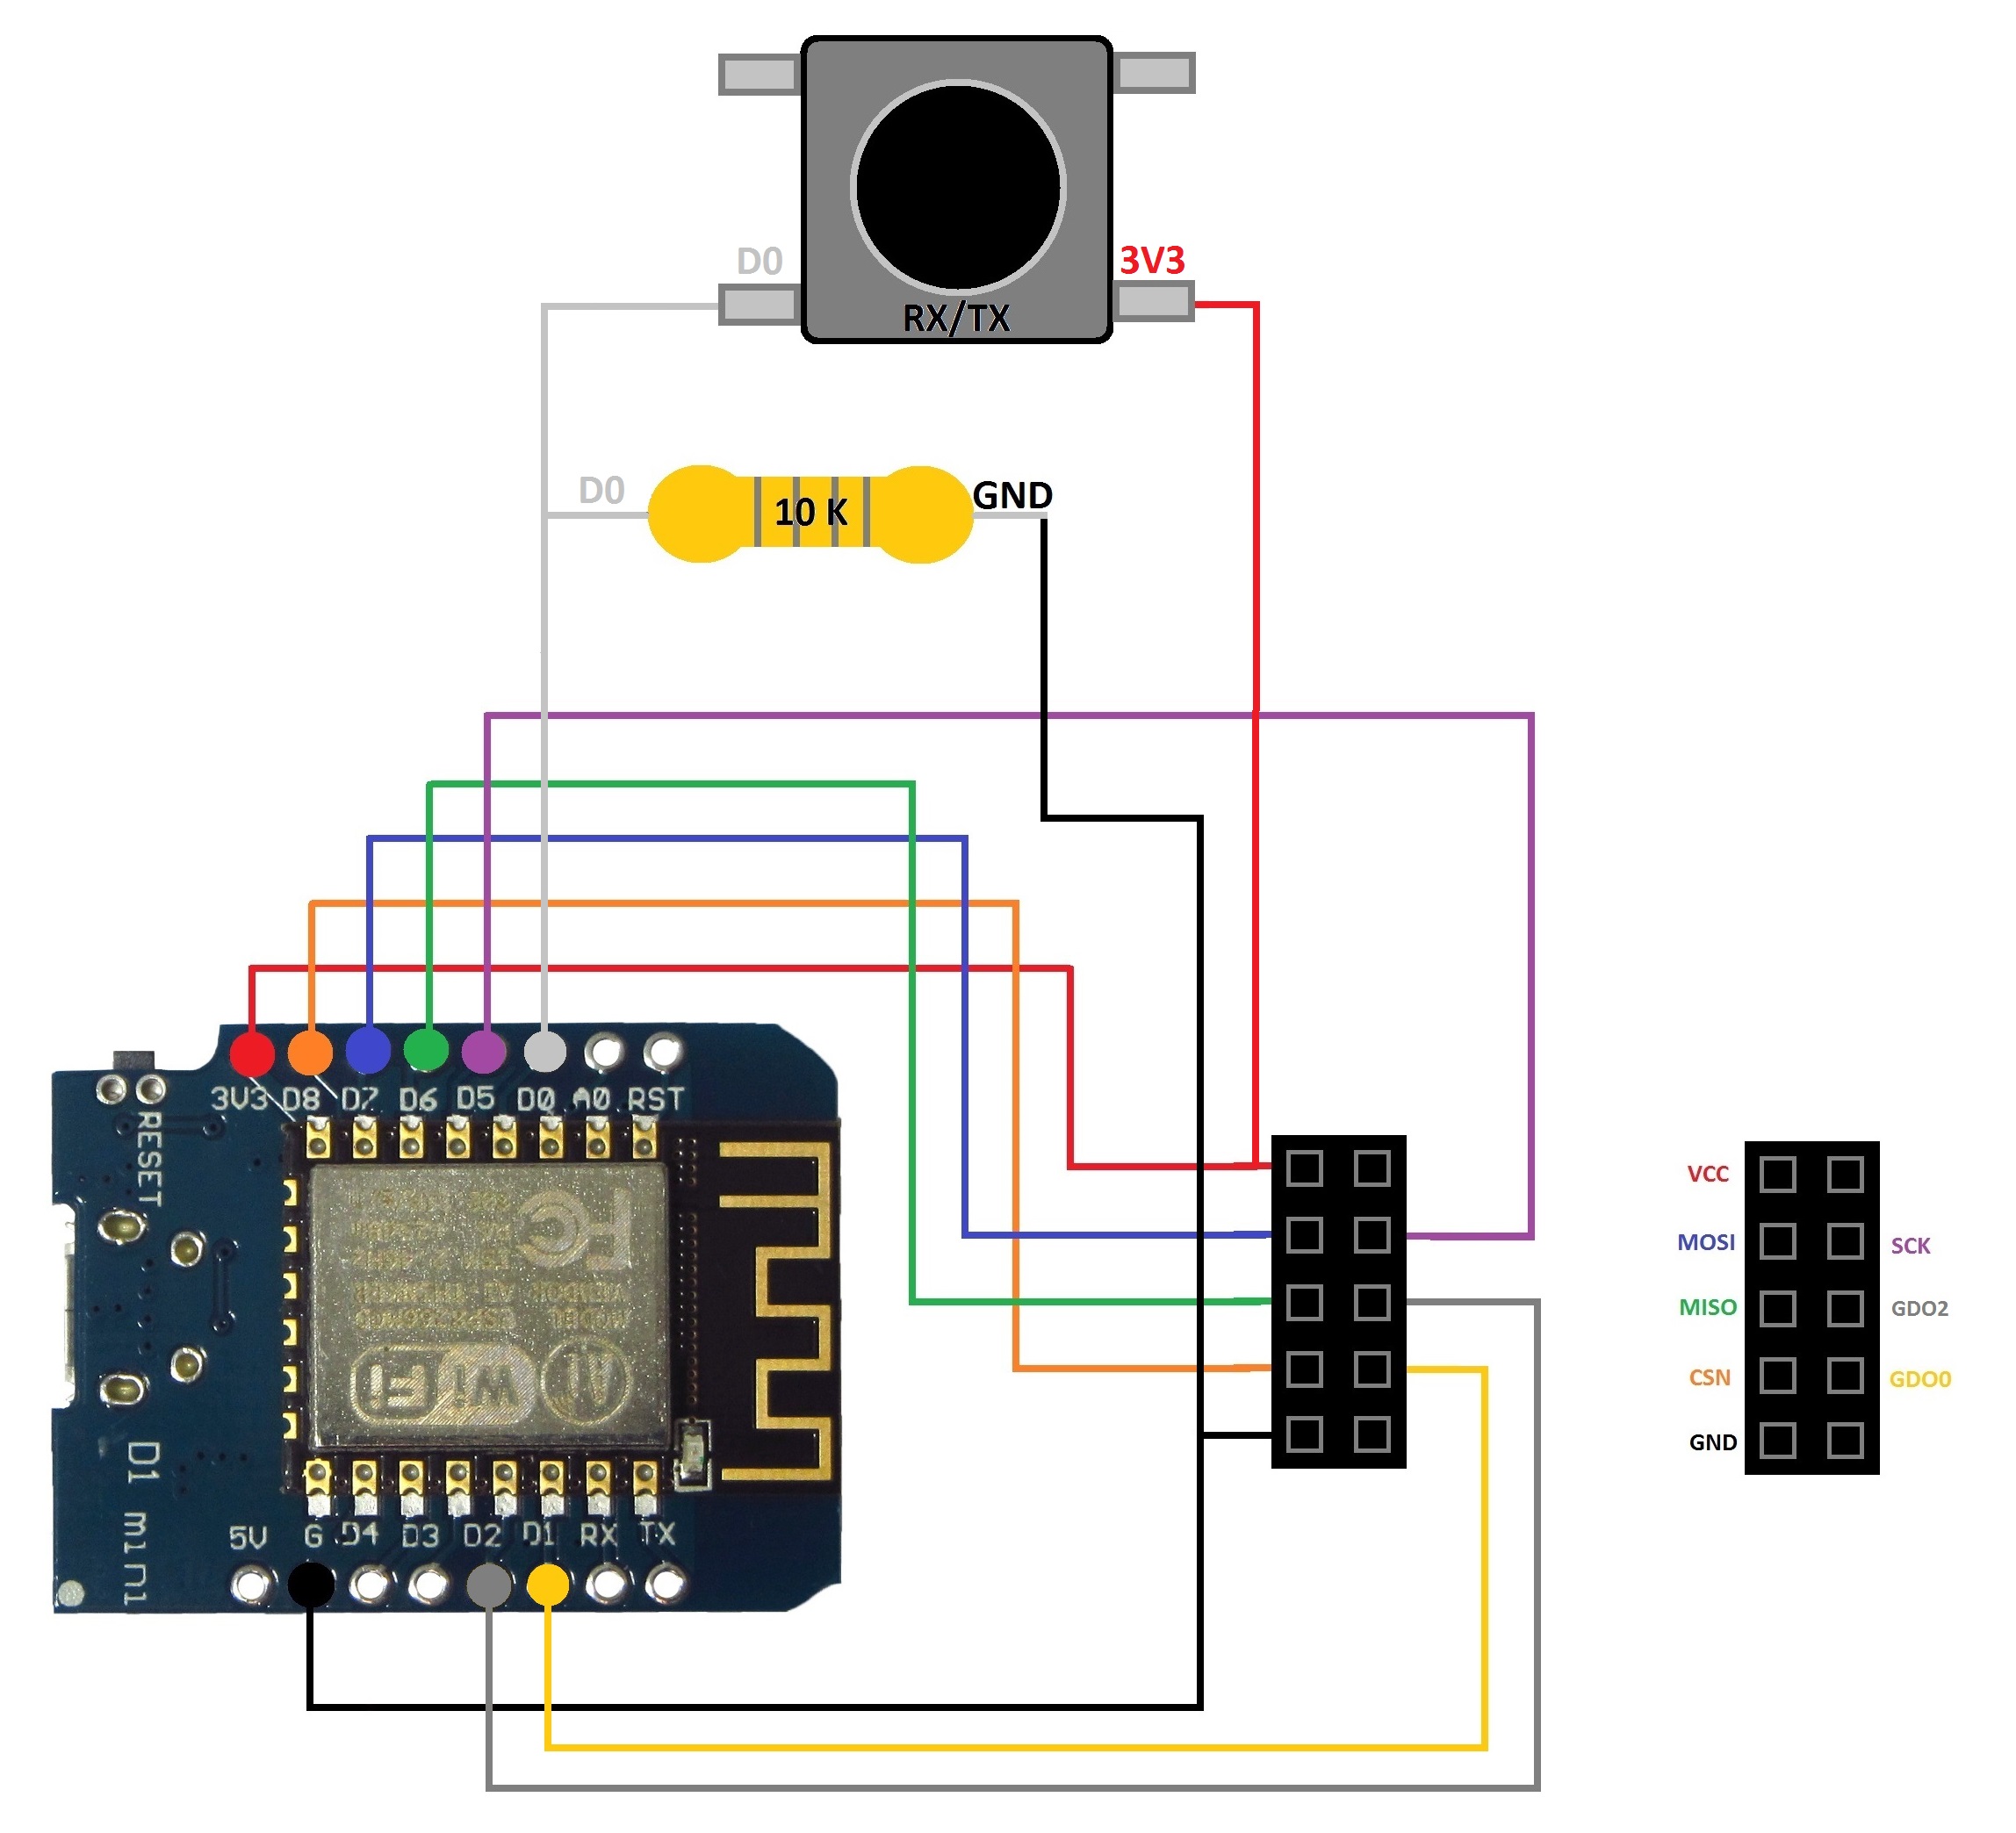 D0
3V3
RX/TX
D0
10 K
GND
3V3 D8 D7 D6 D5 D0 A0 RST
RESET
WiFi
VCC
MOSI
SCK
MISO
GDO2
CSN
GDO0
GND
D1 mini
5V G D4 D3 D2 D1 RX TX